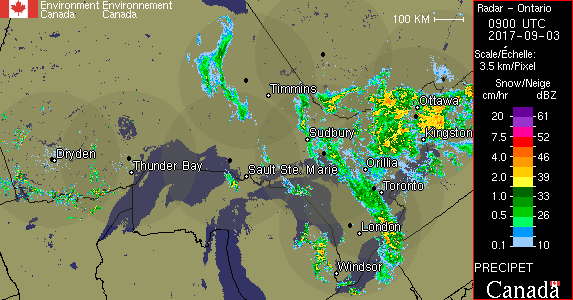 Environment Environnement
Canada Canada
100 KM
Timmins
Ottawa
Sudbury
Kingston
Dryden
Thunder Bay
Sault Ste. Marie
Orillia
Toronto
London
Windsor
Radar - Ontario
0900 UTC
2017-09-03
Scale/Échelle:
3.5 km/Pixel
Snow/Neige
cm/hr dBZ
20 61
7.5 52
4.0 46
2.0 39
1.0 33
0.5 26
0.1 10
PRECIPET
Canada